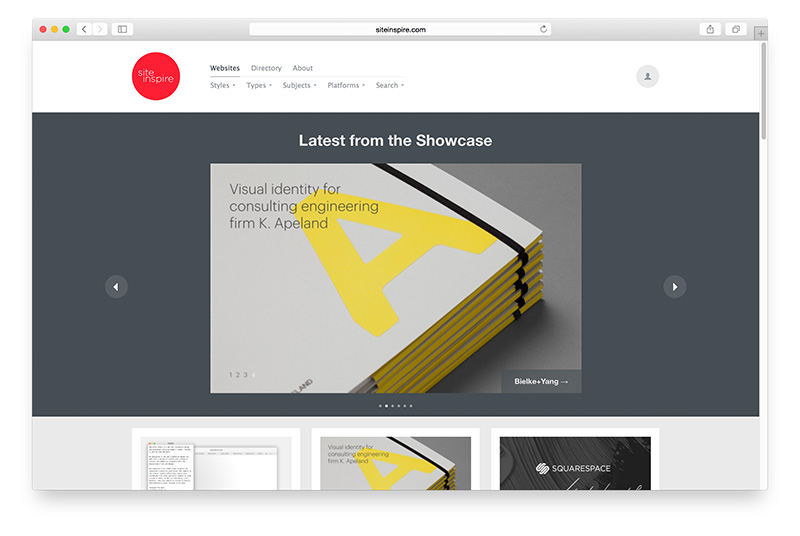 siteinspire.com
site
inspire
Websites Directory About
Styles Types Subjects Platforms Search
Latest from the Showcase
Visual identity for
consulting engineering
firm K. Apeland
A
1 2 3 4
Bielke+Yang →
Visual identity for
consulting engineering
firm K. Apeland
SQUARESPACE